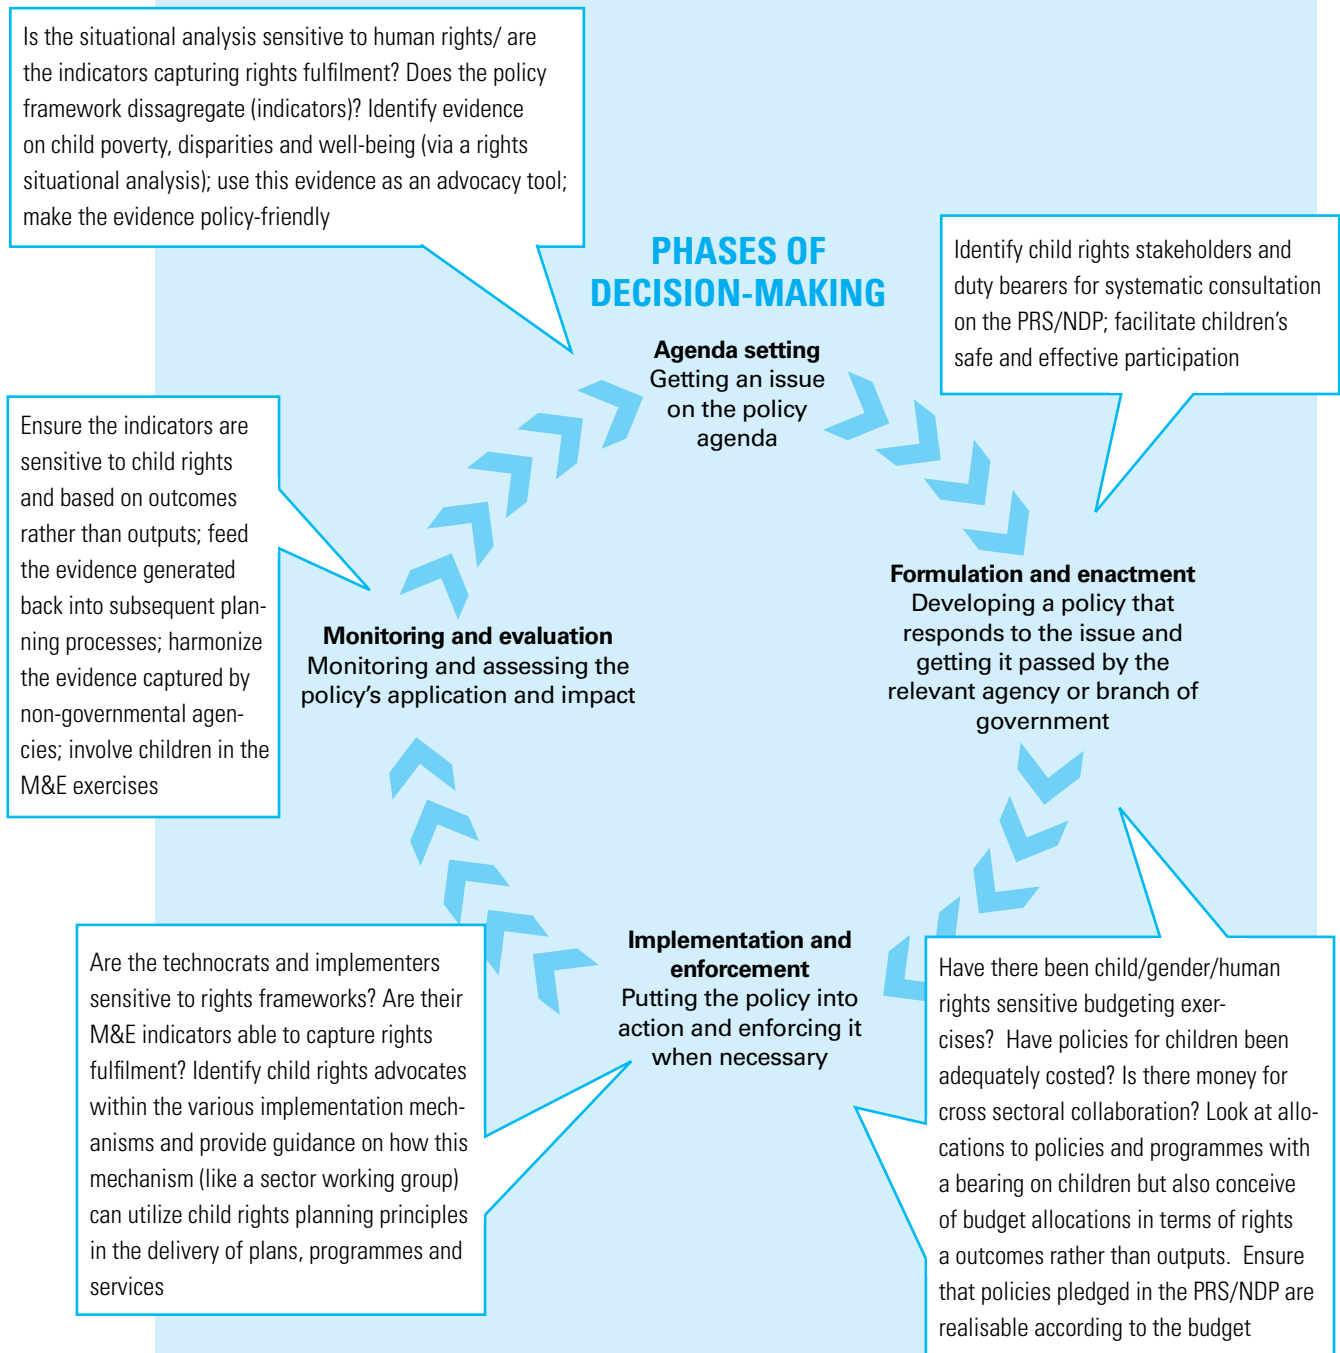 Is the situational analysis sensitive to human rights/ are
the indicators capturing rights fulfilment? Does the policy
framework dissagregate (indicators)? Identify evidence
on child poverty, disparities and well-being (via a rights
situational analysis); use this evidence as an advocacy tool;
make the evidence policy-friendly
PHASES OF
DECISION-MAKING
Identify child rights stakeholders and
duty bearers for systematic consultation
on the PRS/NDP; facilitate children's
safe and effective participation
Agenda setting
Getting an issue
on the policy
agenda
Ensure the indicators are
sensitive to child rights
and based on outcomes
rather than outputs; feed
the evidence generated
back into subsequent plan-
ning processes; harmonize
the evidence captured by
non-governmental agen-
cies; involve children in the
M&E exercises
Formulation and enactment
Developing a policy that
responds to the issue and
getting it passed by the
relevant agency or branch of
government
Monitoring and evaluation
Monitoring and assessing the
policy's application and impact
Are the technocrats and implementers
sensitive to rights frameworks? Are their
M&E indicators able to capture rights
fulfilment? Identify child rights advocates
within the various implementation mech-
anisms and provide guidance on how this
mechanism (like a sector working group)
can utilize child rights planning principles
in the delivery of plans, programmes and
services
Implementation and
enforcement
Putting the policy into
action and enforcing it
when necessary
Have there been child/gender/human
rights sensitive budgeting exer-
cises?  Have policies for children been
adequately costed? Is there money for
cross sectoral collaboration? Look at allo-
cations to policies and programmes with
a bearing on children but also conceive
of budget allocations in terms of rights
a outcomes rather than outputs.  Ensure
that policies pledged in the PRS/NDP are
realisable according to the budget